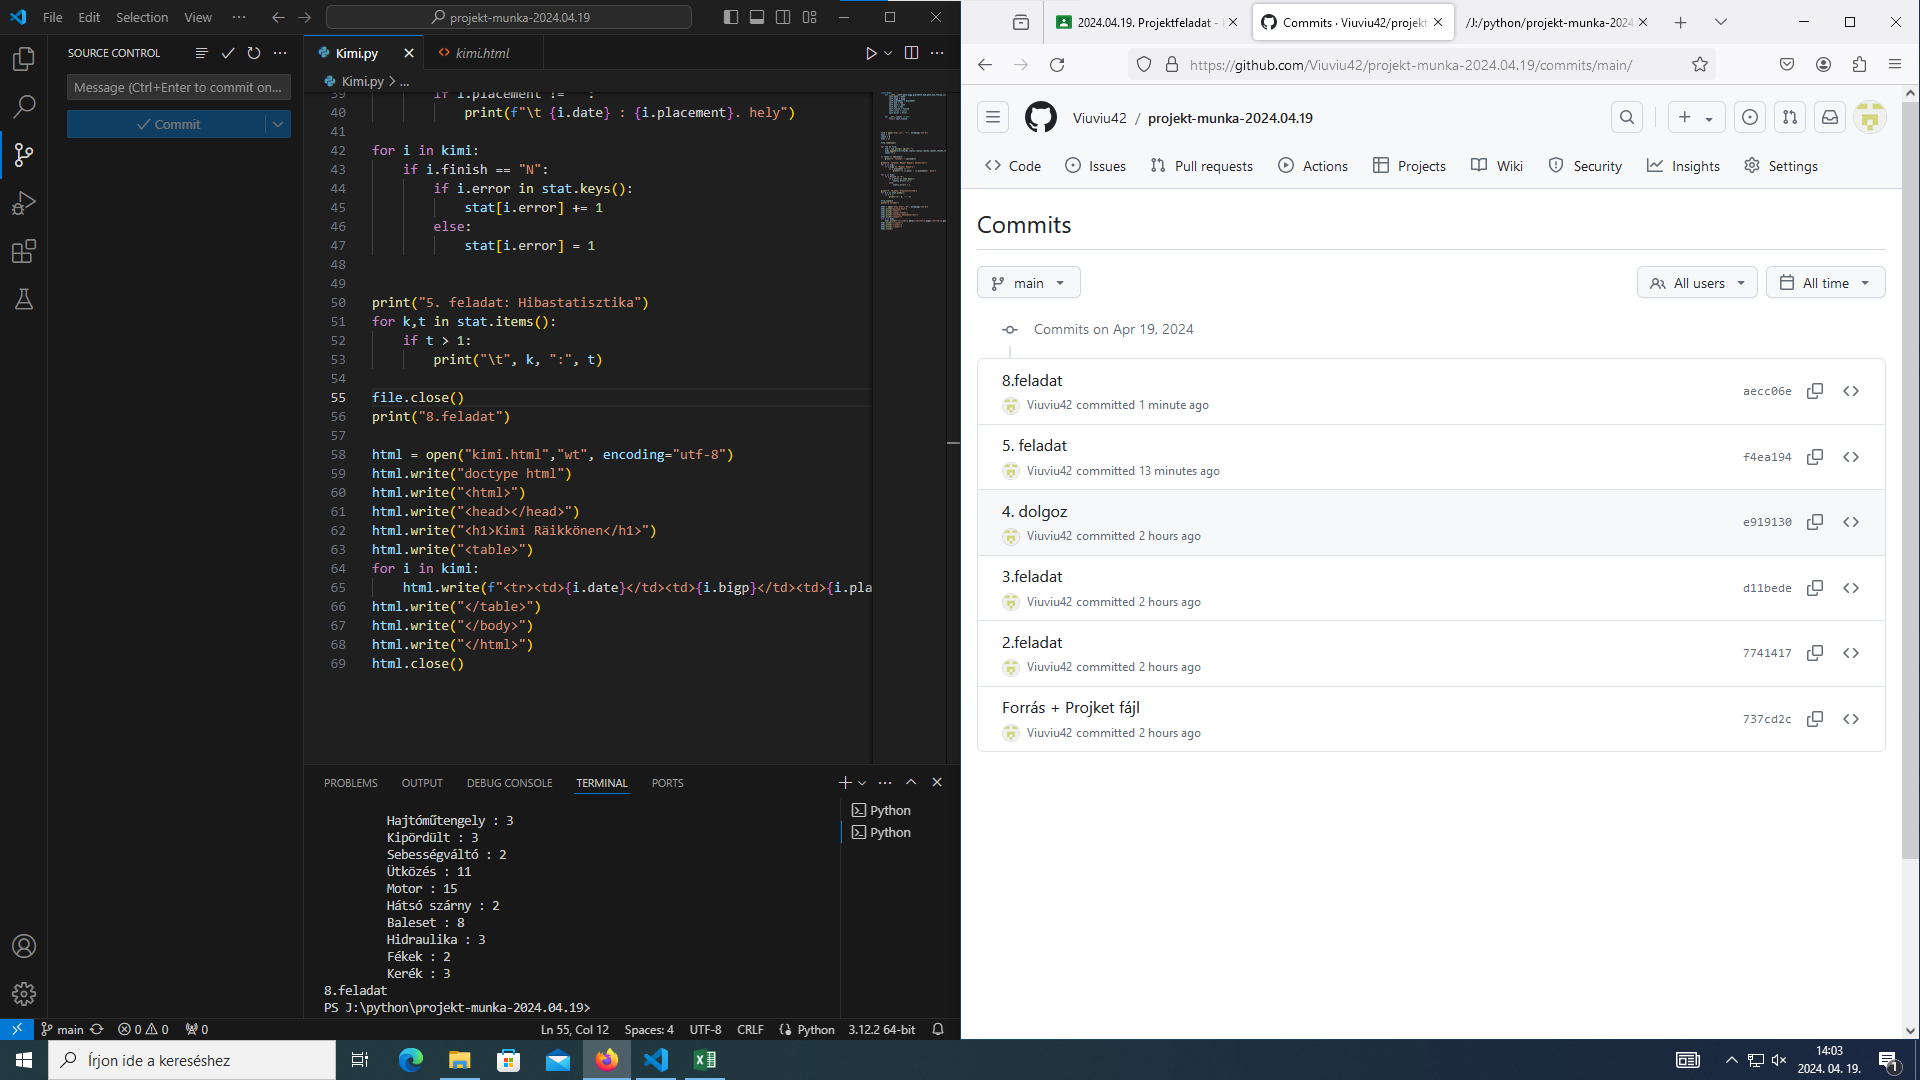 File Edit Selection View ··· projekt-munka-2024.04.19
SOURCE CONTROL
Message (Ctrl+Enter to commit on...
Commit
Kimi.py kimi.html
Kimi.py > ...
39 if i.placement !=
40 print(f"\t {i.date} : {i.placement}. hely")
41
42 for i in kimi:
43 if i.finish == "N":
44 if i.error in stat.keys():
45 stat[i.error] += 1
46 else:
47 stat[i.error] = 1
48
49
50 print("5. feladat: Hibastatisztika")
51 for k,t in stat.items():
52 if t > 1:
53 print("\t", k, ":", t)
54
55 file.close()
56 print("8.feladat")
57
58 html = open("kimi.html","wt", encoding="utf-8")
59 html.write("doctype html")
60 html.write("<html>")
61 html.write("<head></head>")
62 html.write("<h1>Kimi Räikkönen</h1>")
63 html.write("<table>")
64 for i in kimi:
65 html.write(f"<tr><td>{i.date}</td><td>{i.bigp}</td><td>{i.pla
66 html.write("</table>")
67 html.write("</body>")
68 html.write("</html>")
69 html.close()
PROBLEMS OUTPUT DEBUG CONSOLE TERMINAL PORTS
Python
Python
Hajtóműtengely : 3
Kipördült : 3
Sebességváltó : 2
Ütközés : 11
Motor : 15
Hátsó szárny : 2
Baleset : 8
Hidraulika : 3
Fékek : 2
Kerék : 3
8.feladat
PS J:\python\projekt-munka-2024.04.19>
main 0 0 0 Ln 55, Col 12 Spaces: 4 UTF-8 CRLF Python 3.12.2 64-bit
2024.04.19. Projektfeladat - Commits · Viuviu42/projekt /J:/python/projekt-munka-2024
https://github.com/Viuviu42/projekt-munka-2024.04.19/commits/main/
Viuviu42 / projekt-munka-2024.04.19
Code Issues Pull requests Actions Projects Wiki Security Insights Settings
Commits
main All users All time
Commits on Apr 19, 2024
8.feladat
Viuviu42 committed 1 minute ago aecc06e
5. feladat
Viuviu42 committed 13 minutes ago f4ea194
4. dolgoz
Viuviu42 committed 2 hours ago e919130
3.feladat
Viuviu42 committed 2 hours ago d11bede
2.feladat
Viuviu42 committed 2 hours ago 7741417
Forrás + Projket fájl
Viuviu42 committed 2 hours ago 737cd2c
Írjon ide a kereséshez
14:03
2024. 04. 19.
1